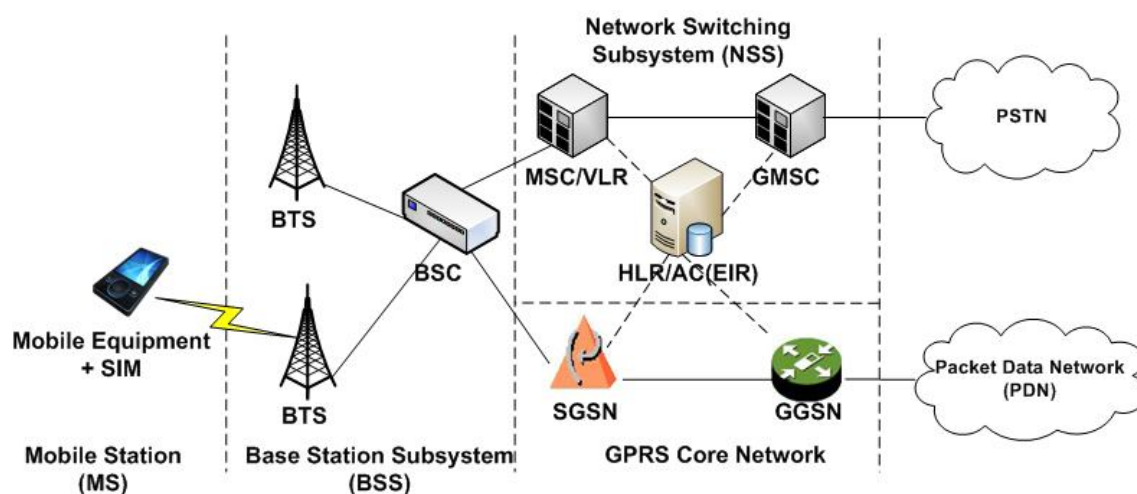 Network Switching
Subsystem (NSS)
PSTN
MSC/VLR
GMSC
BTS
BSC
HLR/AC(EIR)
Mobile Equipment
+ SIM
BTS
SGSN
GGSN
Packet Data Network
(PDN)
Mobile Station
(MS)
Base Station Subsystem
(BSS)
GPRS Core Network